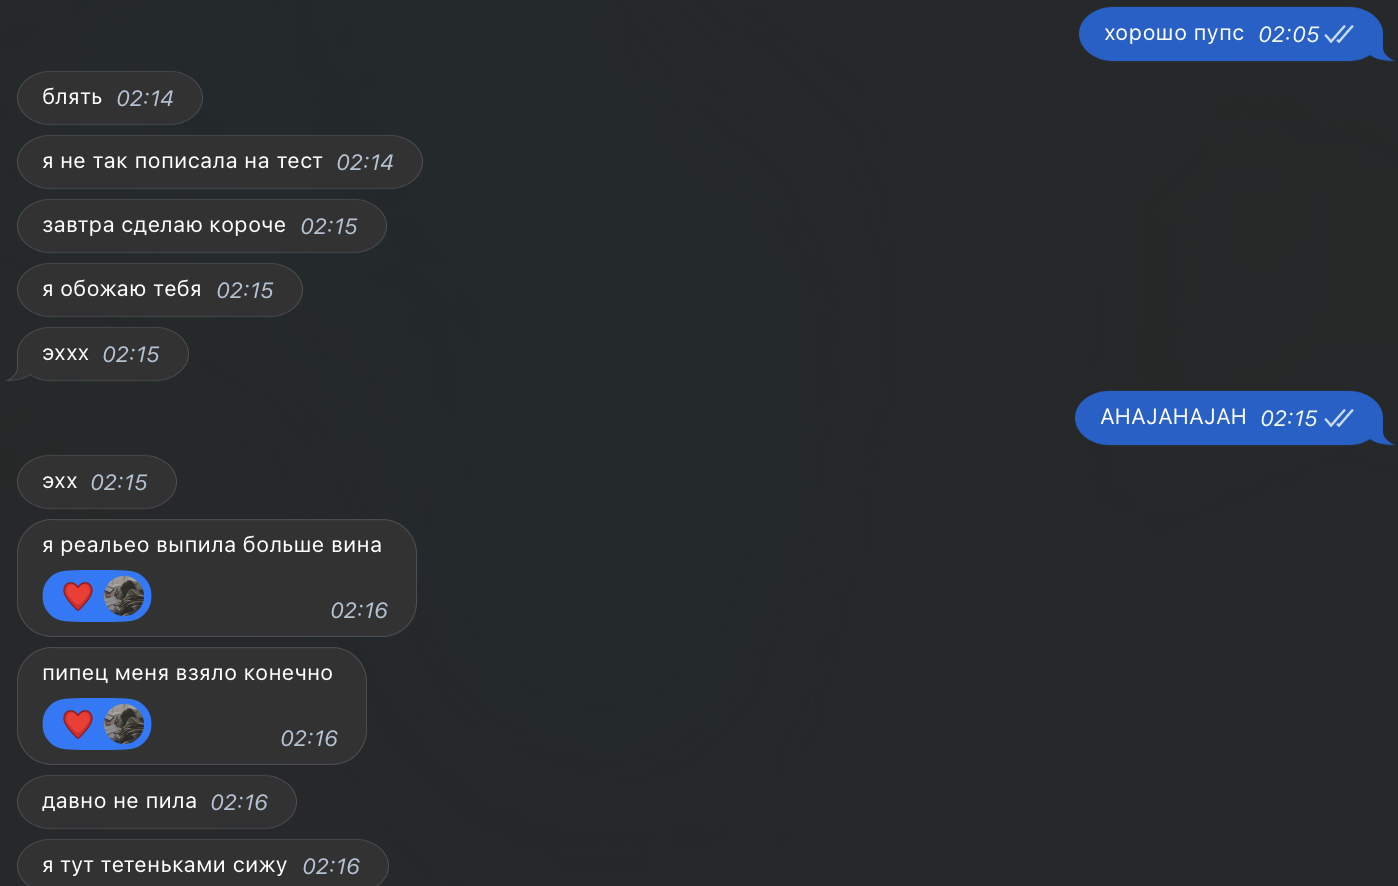 хорошо пупс 02:05
блять 02:14
я не так пописала на тест 02:14
завтра сделаю короче 02:15
я обожаю тебя 02:15
эххх 02:15
AHAJAHAJAH 02:15
эхх 02:15
я реальео выпила больше вина
02:16
пипец меня взяло конечно
02:16
давно не пила 02:16
я тут тетеньками сижу 02:16